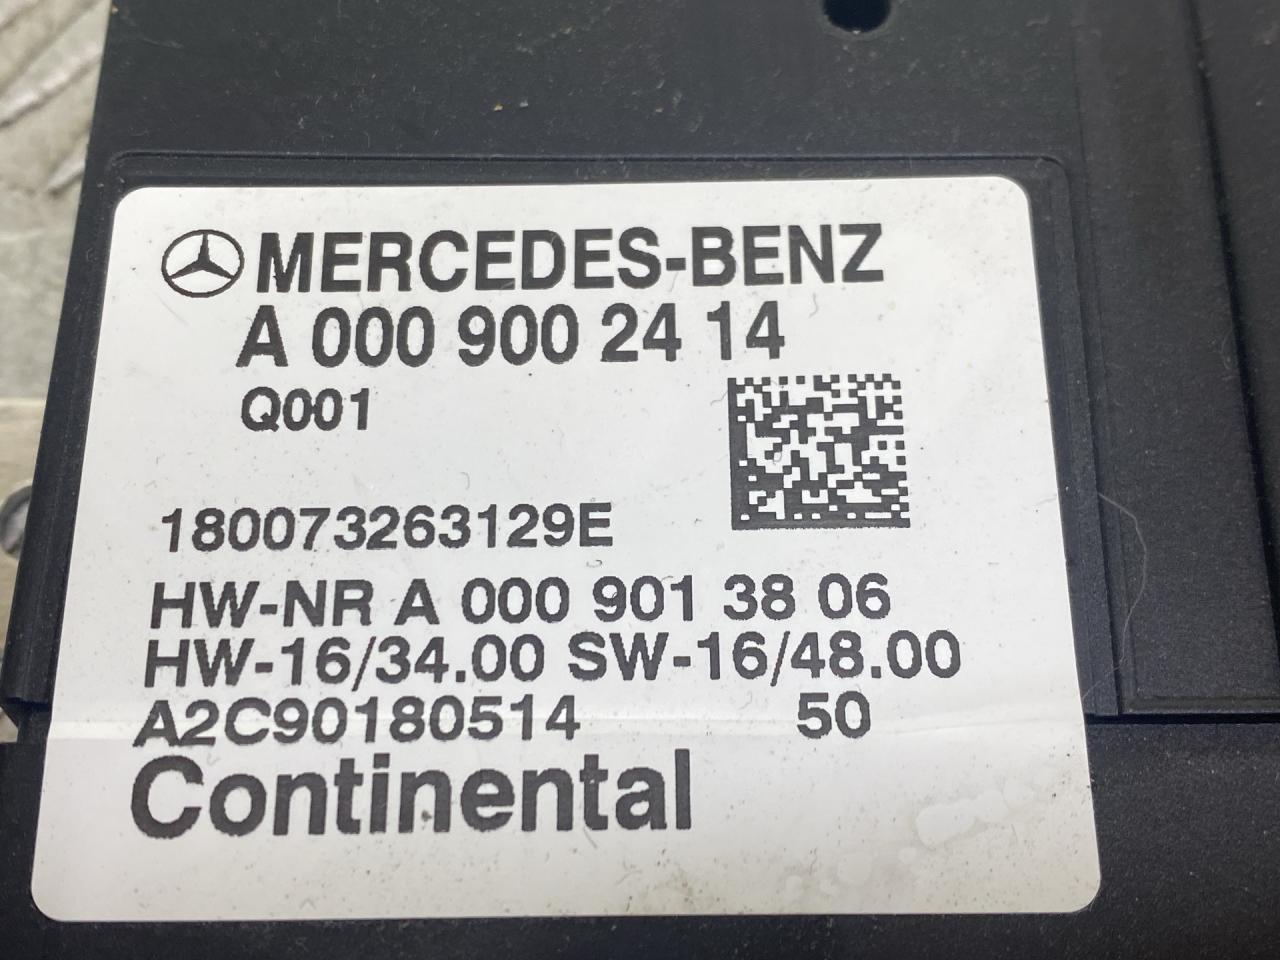 MERCEDES-BENZ
A 000 900 24 14
Q001
180073263129E
HW-NR A 000 901 38 06
HW-16/34.00 SW-16/48.00
A2C90180514 50
Continental